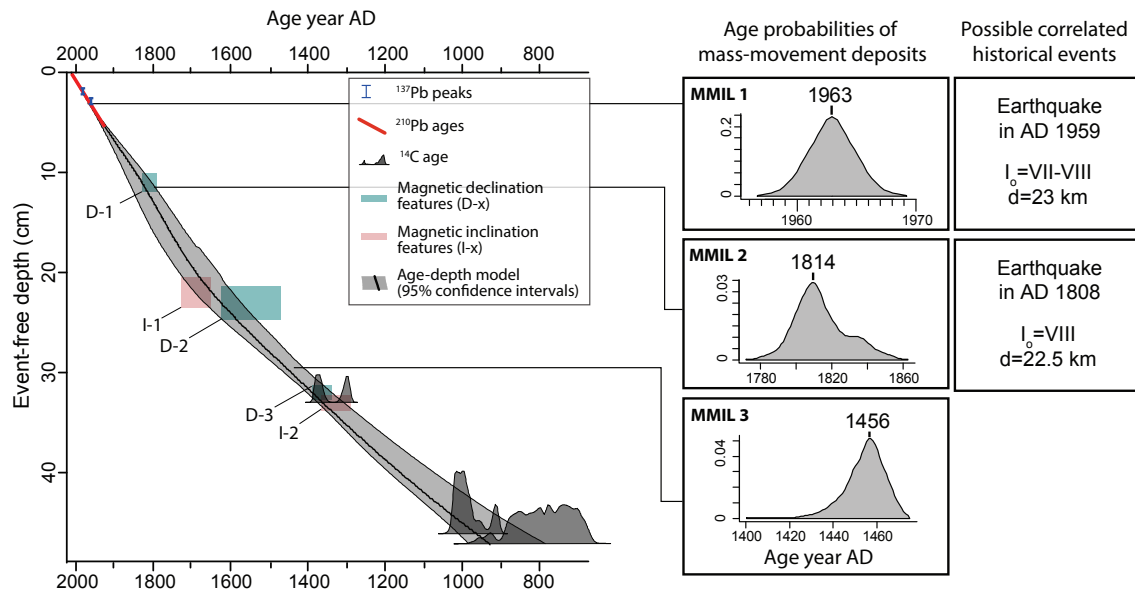 Age year AD
2000 1800 1600 1400 1200 1000 800
Event-free depth (cm)
0
10
20
30
40
2000 1800 1600 1400 1200 1000 800
D-1
I-1
D-2
D-3
I-2
¹³⁷Pb peaks
²¹⁰Pb ages
¹⁴C age
Magnetic declination
features (D-x)
Magnetic inclination
features (I-x)
Age-depth model
(95% confidence intervals)
Age probabilities of
mass-movement deposits
MMIL 1
1963
0.2
0
1960 1970
MMIL 2
1814
0.03
0
1780 1820 1860
MMIL 3
1456
0.04
0
1400 1420 1440 1460
Age year AD
Possible correlated
historical events
Earthquake
in AD 1959
Iₒ=VII-VIII
d=23 km
Earthquake
in AD 1808
Iₒ=VIII
d=22.5 km